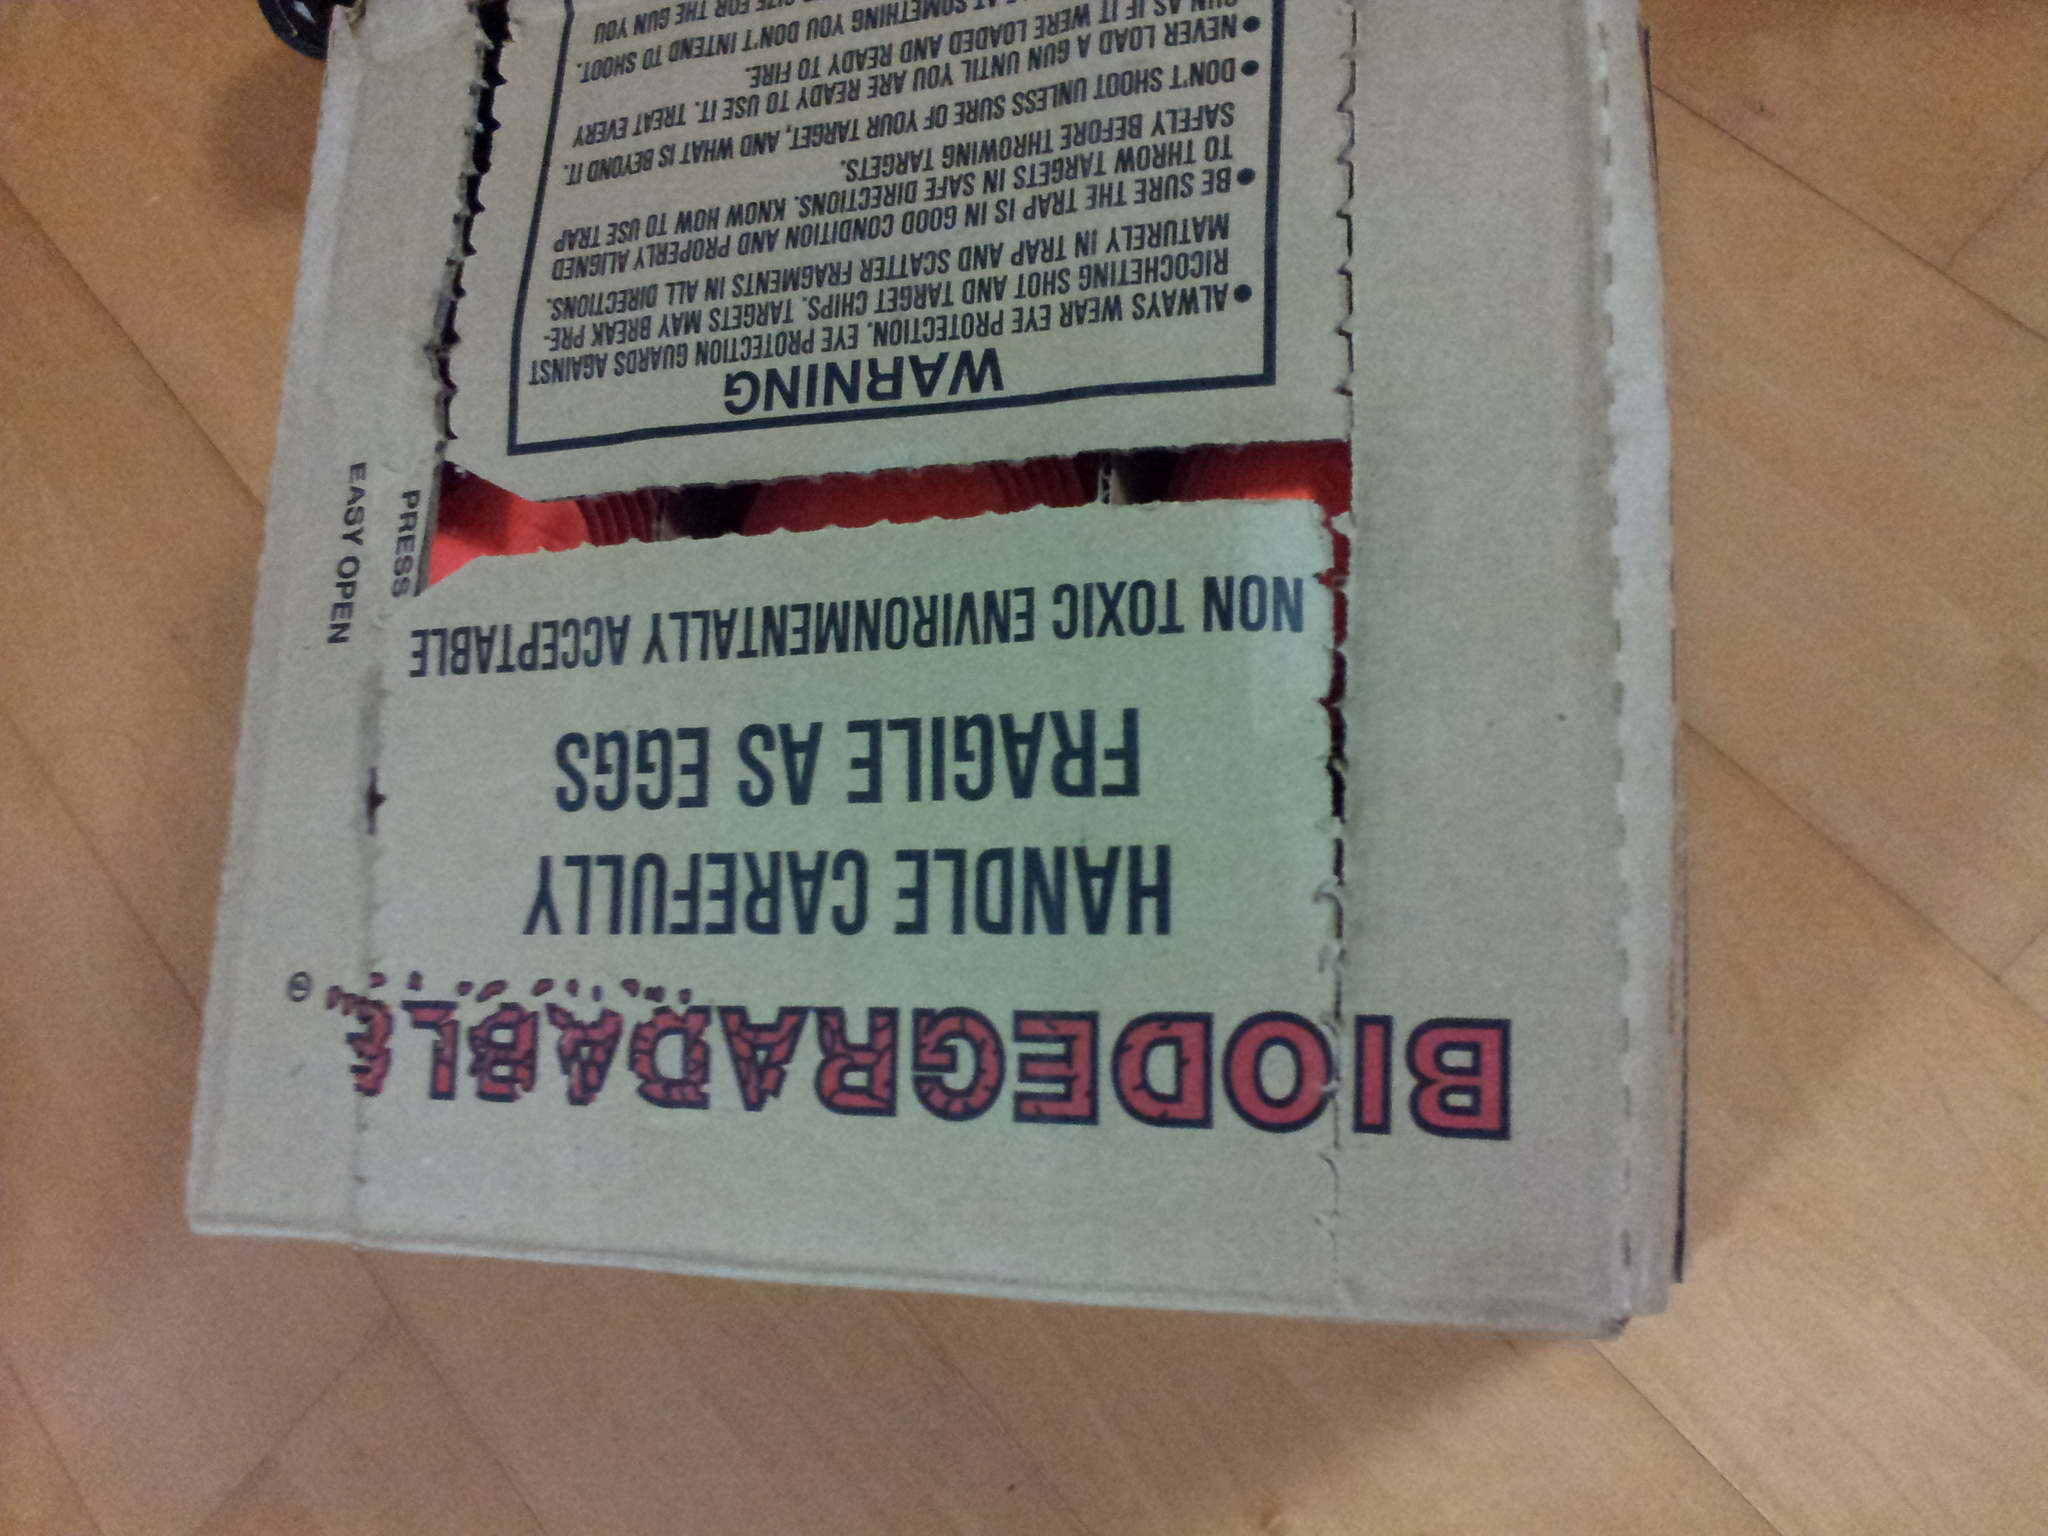 BIODEGRADABLE
HANDLE CAREFULLY
FRAGILE AS EGGS
NON TOXIC ENVIRONMENTALLY ACCEPTABLE
PRESS
EASY OPEN
WARNING
• ALWAYS WEAR EYE PROTECTION. EYE PROTECTION GUARDS AGAINST
RICOCHETING SHOT AND TARGET CHIPS. TARGETS MAY BREAK PRE-
MATURELY IN TRAP AND SCATTER FRAGMENTS IN ALL DIRECTIONS.
• BE SURE THE TRAP IS IN GOOD CONDITION AND PROPERLY ALIGNED
TO THROW TARGETS IN SAFE DIRECTIONS. KNOW HOW TO USE TRAP
SAFELY BEFORE THROWING TARGETS.
• DON'T SHOOT UNLESS SURE OF YOUR TARGET, AND WHAT IS BEYOND IT.
• NEVER LOAD A GUN UNTIL YOU ARE READY TO USE IT. TREAT EVERY
GUN AS IF IT WERE LOADED AND READY TO FIRE.
AT SOMETHING YOU DON'T INTEND TO SHOOT.
SIZE FOR THE GUN YOU